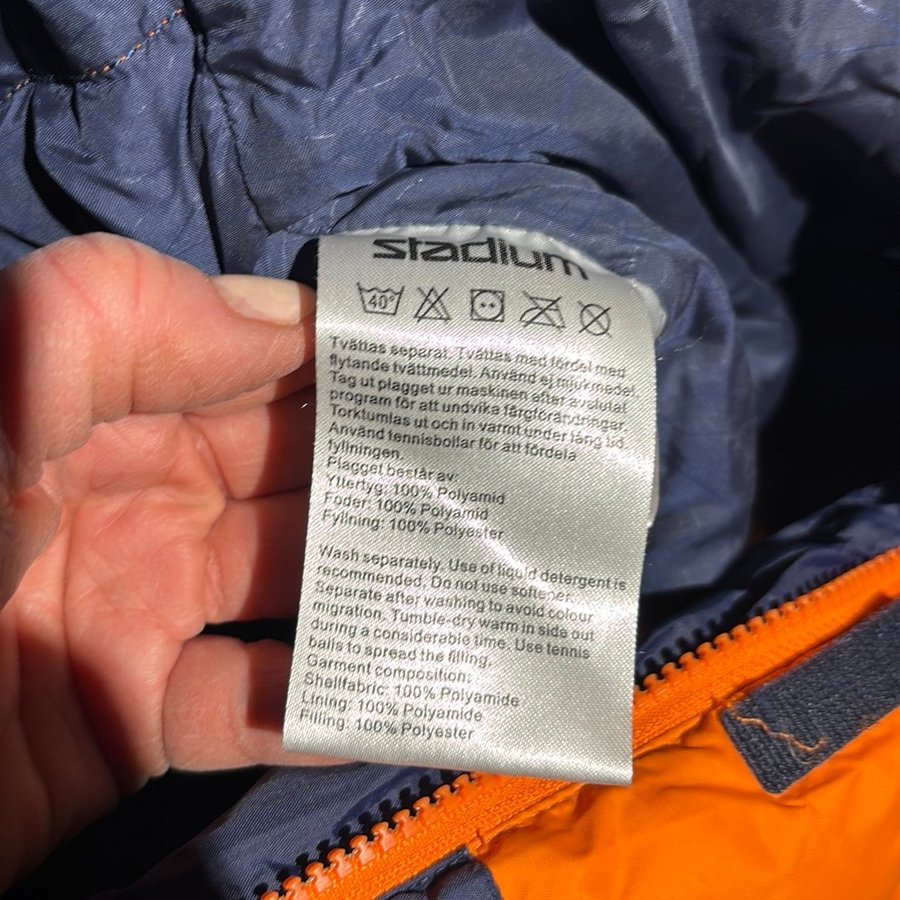 stadium
40°
Tvättas separat. Tvättas med fördel med
flytande tvättmedel. Använd ej mjukmedel.
Tag ut plagget ur maskinen efter avslutat
program för att undvika färgförändringar.
Torktumlas ut och in varmt under lång tid.
Använd tennisbollar för att fördela
fyllningen.
Plagget består av:
Yttertyg: 100% Polyamid
Foder: 100% Polyamid
Fyllning: 100% Polyester
Wash separately. Use of liquid detergent is
recommended. Do not use softener.
Separate after washing to avoid colour
migration. Tumble-dry warm in side out
during a considerable time. Use tennis
balls to spread the filling.
Garment composition:
Shellfabric: 100% Polyamide
Lining: 100% Polyamide
Filling: 100% Polyester